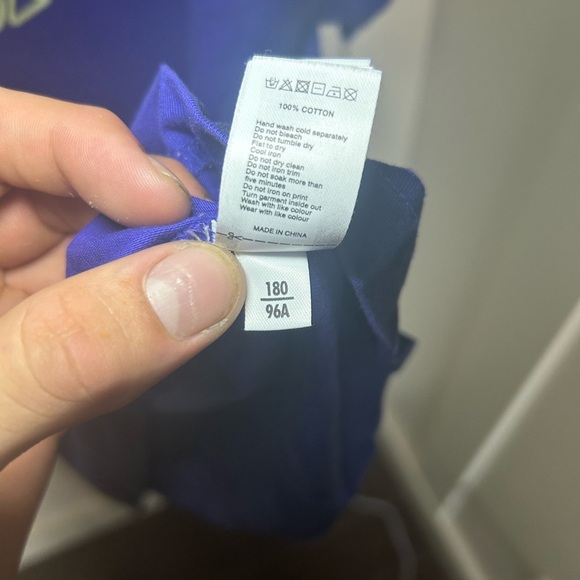 100% COTTON
Hand wash cold separately
Do not bleach
Do not tumble dry
Flat to dry
Cool iron
Do not dry clean
Do not iron trim
Do not soak more than
five minutes
Do not iron on print
Turn garment inside out
Wash with like colour
Wear with like colour
MADE IN CHINA
180
96A